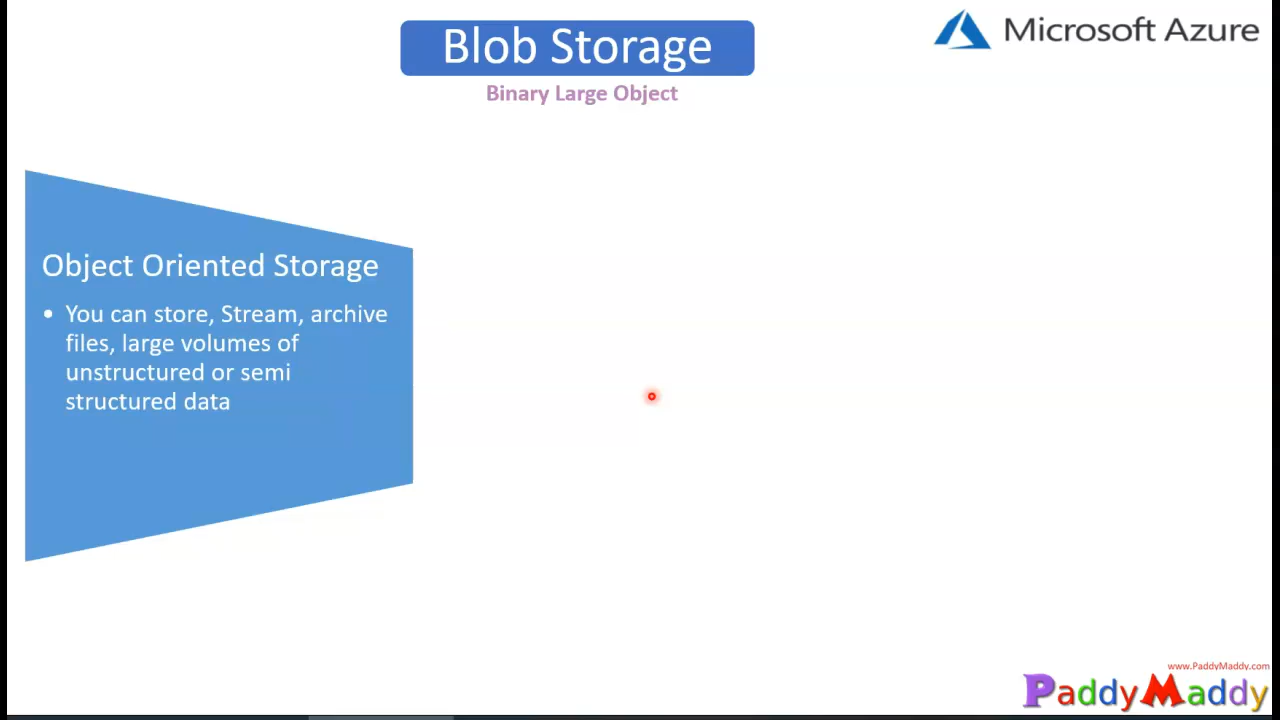 Blob Storage
Microsoft Azure
Binary Large Object
Object Oriented Storage
• You can store, Stream, archive
files, large volumes of
unstructured or semi
structured data
www.PaddyMaddy.com
PaddyMaddy